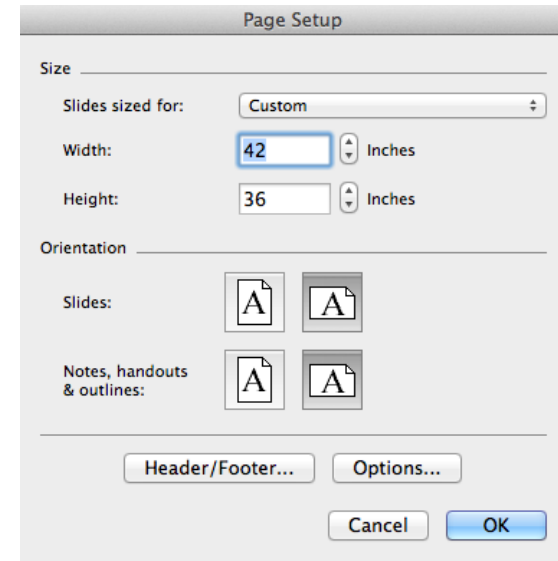 Page Setup
Size
Slides sized for: Custom
Width: 42 Inches
Height: 36 Inches
Orientation
Slides: A A
Notes, handouts
& outlines: A A
Header/Footer... Options...
Cancel OK